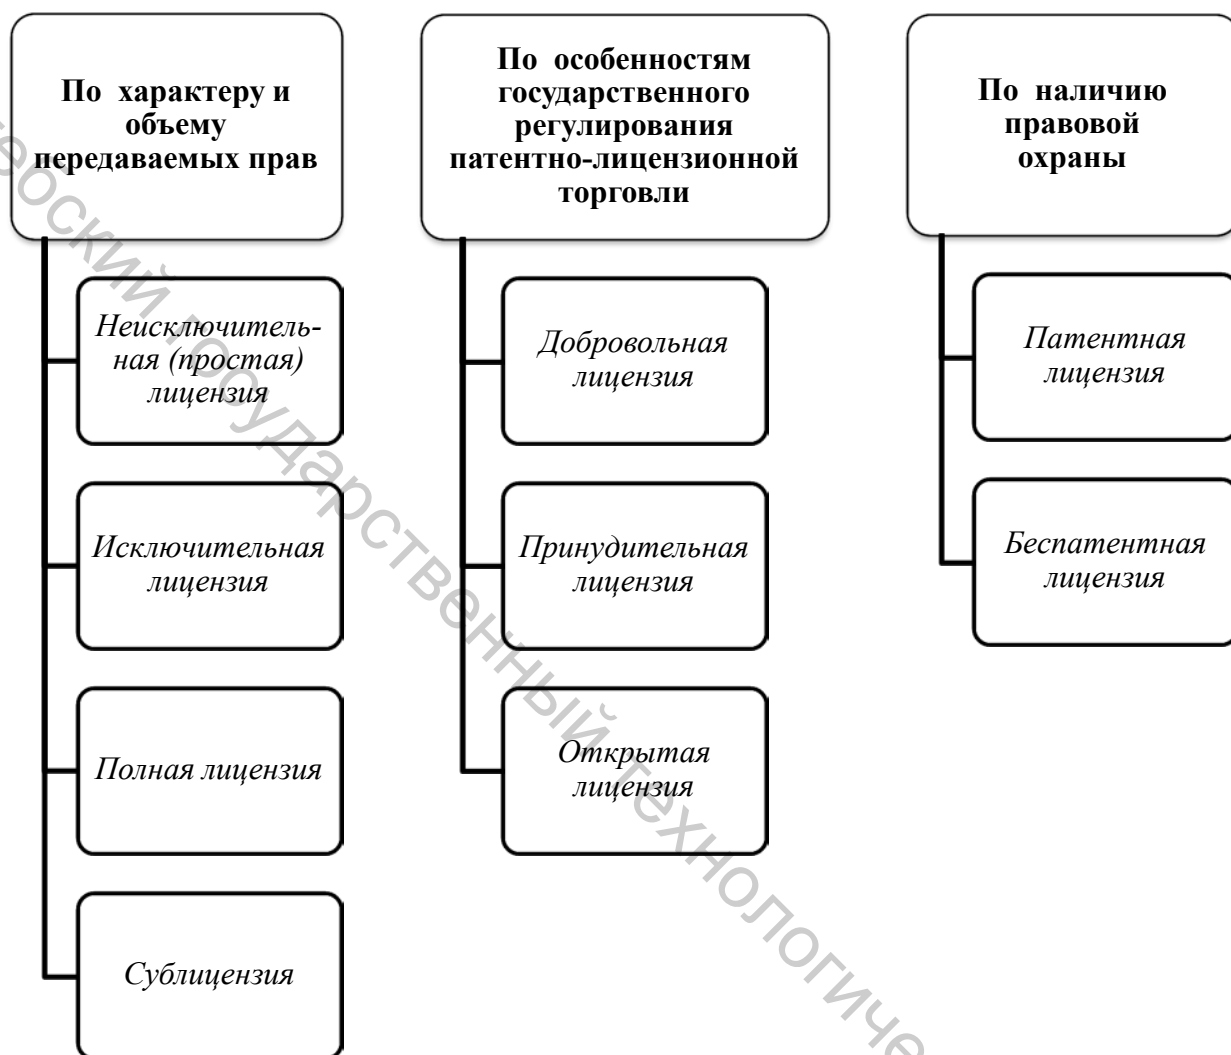 По характеру и
объему
передаваемых прав
Неисключитель-
ная (простая)
лицензия
Исключительная
лицензия
Полная лицензия
Сублицензия
По особенностям
государственного
регулирования
патентно-лицензионной
торговли
Добровольная
лицензия
Принудительная
лицензия
Открытая
лицензия
По наличию
правовой
охраны
Патентная
лицензия
Беспатентная
лицензия
государственный